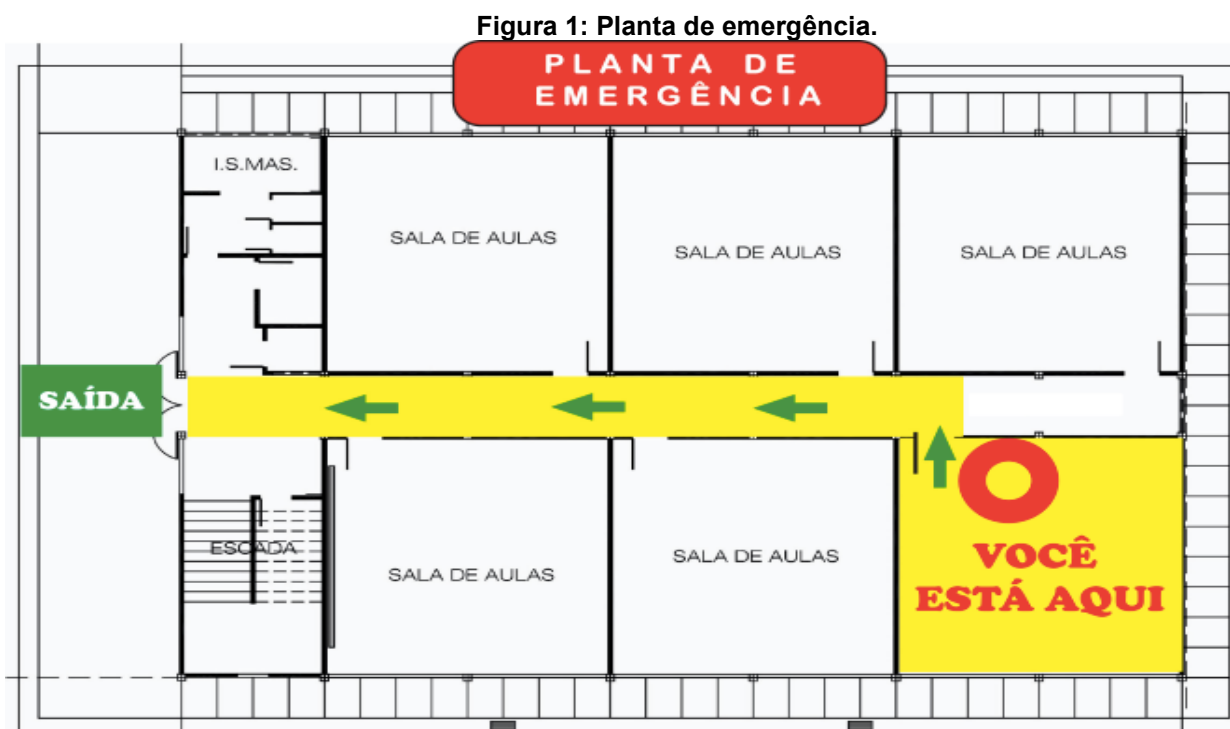 Figura 1: Planta de emergência.
PLANTA DE
EMERGÊNCIA
I.S.MAS.
SALA DE AULAS
SALA DE AULAS
SALA DE AULAS
SAÍDA
ESCADA
SALA DE AULAS
SALA DE AULAS
VOCÊ
ESTÁ AQUI